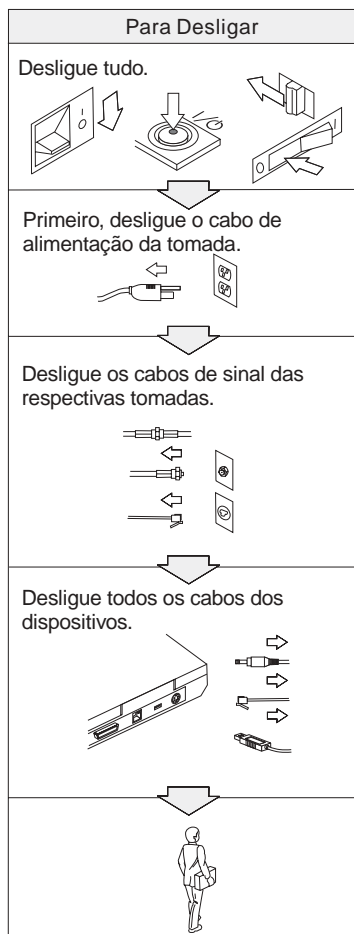 Para Desligar
Desligue tudo.
Primeiro, desligue o cabo de
alimentação da tomada.
Desligue os cabos de sinal das
respectivas tomadas.
Desligue todos os cabos dos
dispositivos.